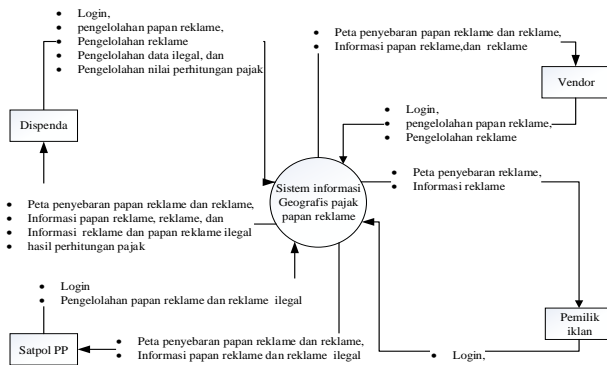 • Login,
• pengelolahan papan reklame,
• Pengelolahan reklame
• Pengelolahan data ilegal, dan
• Pengelolahan nilai perhitungan pajak
• Peta penyebaran papan reklame dan reklame,
• Informasi papan reklame,dan reklame
Vendor
Dispenda
• Login,
• pengelolahan papan reklame,
• Pengelolahan reklame
Sistem informasi
Geografis pajak
papan reklame
• Peta penyebaran reklame,
• Informasi reklame
• Peta penyebaran papan reklame dan reklame,
• Informasi papan reklame, reklame, dan
• Informasi reklame dan papan reklame ilegal
• hasil perhitungan pajak
• Login
• Pengelolahan papan reklame dan reklame ilegal
Pemilik
iklan
Satpol PP
• Peta penyebaran papan reklame dan reklame,
• Informasi papan reklame dan reklame ilegal
• Login,